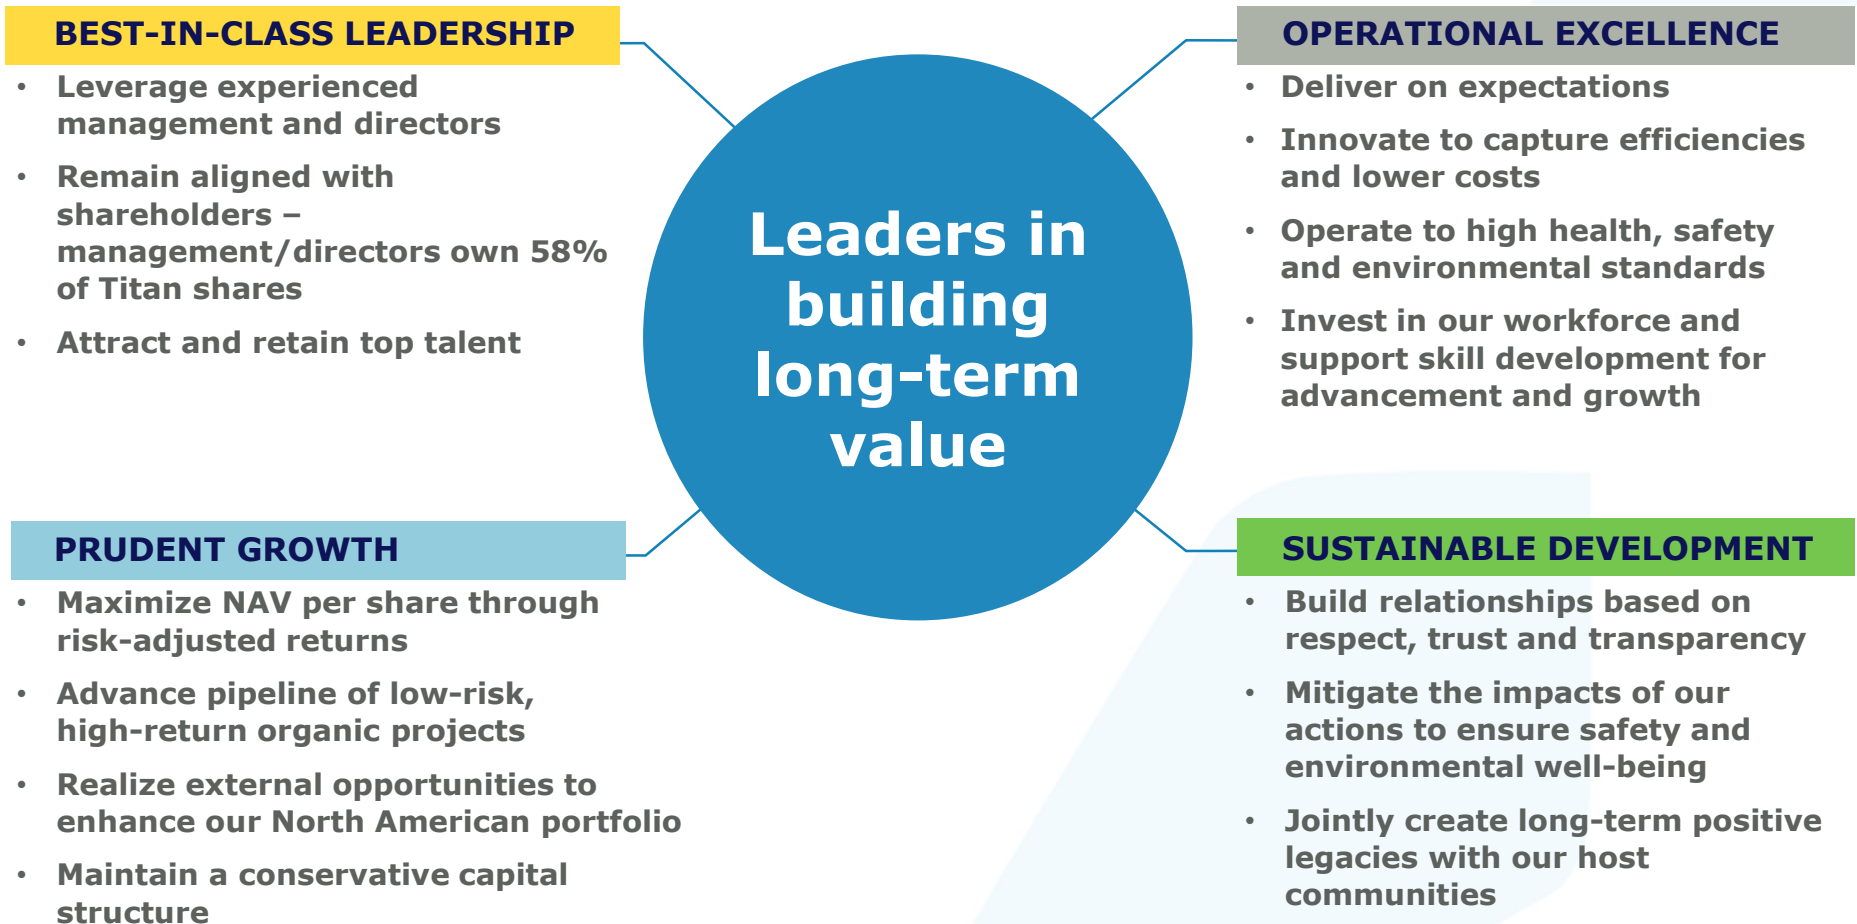 BEST-IN-CLASS LEADERSHIP
• Leverage experienced
management and directors
• Remain aligned with
shareholders –
management/directors own 58%
of Titan shares
• Attract and retain top talent
OPERATIONAL EXCELLENCE
• Deliver on expectations
• Innovate to capture efficiencies
and lower costs
• Operate to high health, safety
and environmental standards
• Invest in our workforce and
support skill development for
advancement and growth
Leaders in
building
long-term
value
PRUDENT GROWTH
• Maximize NAV per share through
risk-adjusted returns
• Advance pipeline of low-risk,
high-return organic projects
• Realize external opportunities to
enhance our North American portfolio
• Maintain a conservative capital
structure
SUSTAINABLE DEVELOPMENT
• Build relationships based on
respect, trust and transparency
• Mitigate the impacts of our
actions to ensure safety and
environmental well-being
• Jointly create long-term positive
legacies with our host
communities